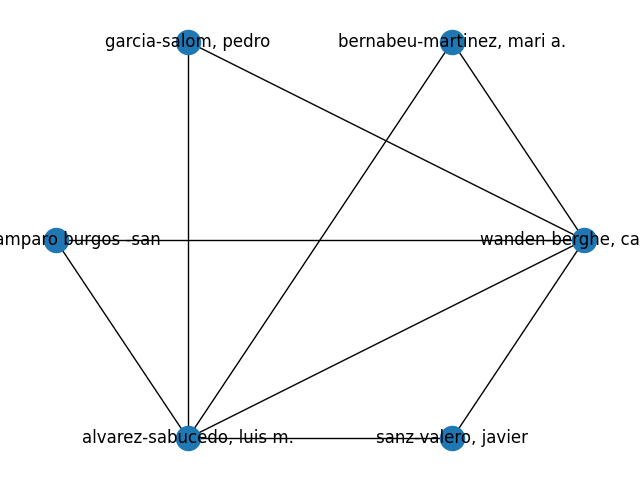 garcia-salom, pedro
bernabeu-martinez, mari a.
amparo burgos -san
wanden-berghe, ca
alvarez-sabucedo, luis m.
sanz-valero, javier